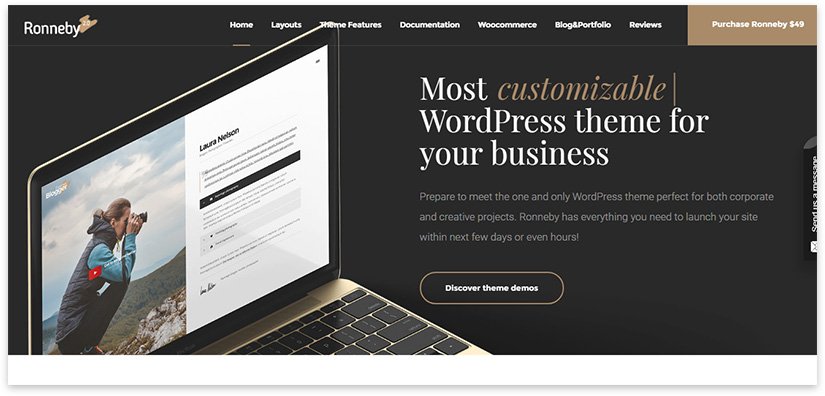 Ronneby 2.0
Home Layouts Theme Features Documentation Woocommerce Blog&Portfolio Reviews
Purchase Ronneby $49
Most customizable
WordPress theme for
your business
Prepare to meet the one and only WordPress theme perfect for both corporate
and creative projects. Ronneby has everything you need to launch your site
within next few days or even hours!
Discover theme demos
Send us a message
Laura Nelson
Blogger